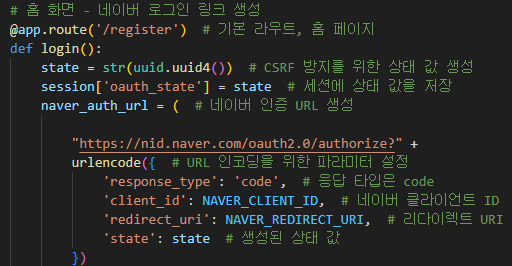 # 홈 화면 - 네이버 로그인 링크 생성
@app.route('/register')  # 기본 라우트, 홈 페이지
def login():
    state = str(uuid.uuid4())  # CSRF 방지를 위한 상태 값 생성
    session['oauth_state'] = state  # 세션에 상태 값을 저장
    naver_auth_url = (  # 네이버 인증 URL 생성
        "https://nid.naver.com/oauth2.0/authorize?" +
        urlencode({  # URL 인코딩을 위한 파라미터 설정
            'response_type': 'code',  # 응답 타입은 code
            'client_id': NAVER_CLIENT_ID,  # 네이버 클라이언트 ID
            'redirect_uri': NAVER_REDIRECT_URI,  # 리다이렉트 URI
            'state': state  # 생성된 상태 값
        })